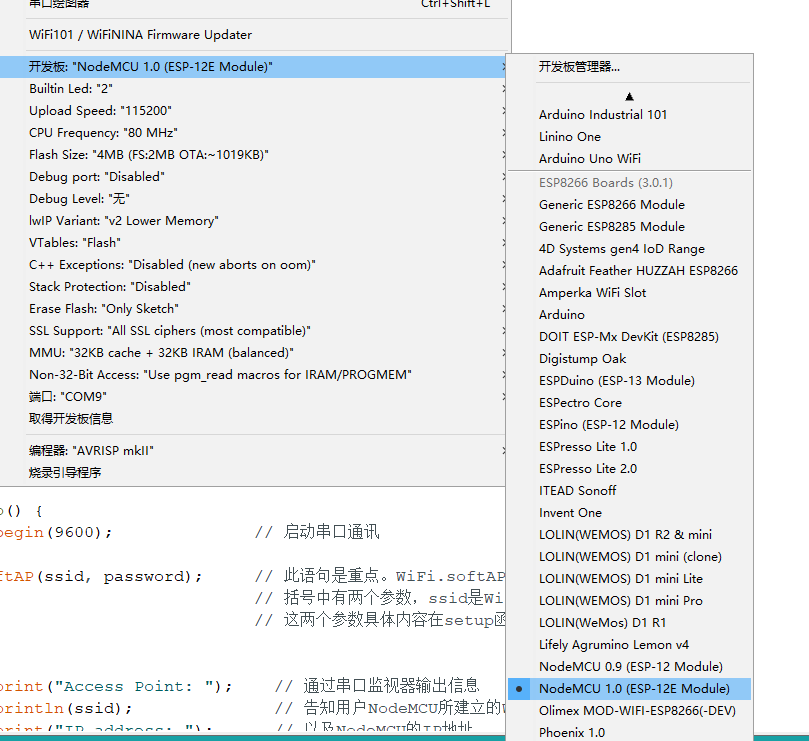 串口绘图器 Ctrl+Shift+L
WiFi101 / WiFiNINA Firmware Updater
开发板: "NodeMCU 1.0 (ESP-12E Module)"
Builtin Led: "2"
Upload Speed: "115200"
CPU Frequency: "80 MHz"
Flash Size: "4MB (FS:2MB OTA:~1019KB)"
Debug port: "Disabled"
Debug Level: "无"
lwIP Variant: "v2 Lower Memory"
VTables: "Flash"
C++ Exceptions: "Disabled (new aborts on oom)"
Stack Protection: "Disabled"
Erase Flash: "Only Sketch"
SSL Support: "All SSL ciphers (most compatible)"
MMU: "32KB cache + 32KB IRAM (balanced)"
Non-32-Bit Access: "Use pgm_read macros for IRAM/PROGMEM"
端口: "COM9"
取得开发板信息
编程器: "AVRISP mkII"
烧录引导程序
开发板管理器...
Arduino Industrial 101
Linino One
Arduino Uno WiFi
ESP8266 Boards (3.0.1)
Generic ESP8266 Module
Generic ESP8285 Module
4D Systems gen4 IoD Range
Adafruit Feather HUZZAH ESP8266
Amperka WiFi Slot
Arduino
DOIT ESP-Mx DevKit (ESP8285)
Digistump Oak
ESPDuino (ESP-13 Module)
ESPectro Core
ESPino (ESP-12 Module)
ESPresso Lite 1.0
ESPresso Lite 2.0
ITEAD Sonoff
Invent One
LOLIN(WEMOS) D1 R2 & mini
LOLIN(WEMOS) D1 mini (clone)
LOLIN(WEMOS) D1 mini Lite
LOLIN(WEMOS) D1 mini Pro
LOLIN(WeMos) D1 R1
Lifely Agrumino Lemon v4
NodeMCU 0.9 (ESP-12 Module)
NodeMCU 1.0 (ESP-12E Module)
Olimex MOD-WIFI-ESP8266(-DEV)
Phoenix 1.0
() {
begin(9600); // 启动串口通讯
ftAP(ssid, password); // 此语句是重点。WiFi.softAP
// 括号中有两个参数，ssid是Wi
// 这两个参数具体内容在setup函
print("Access Point: "); // 通过串口监视器输出信息
println(ssid); // 告知用户NodeMCU所建立的
print("IP address: "); // 以及NodeMCU的IP地址